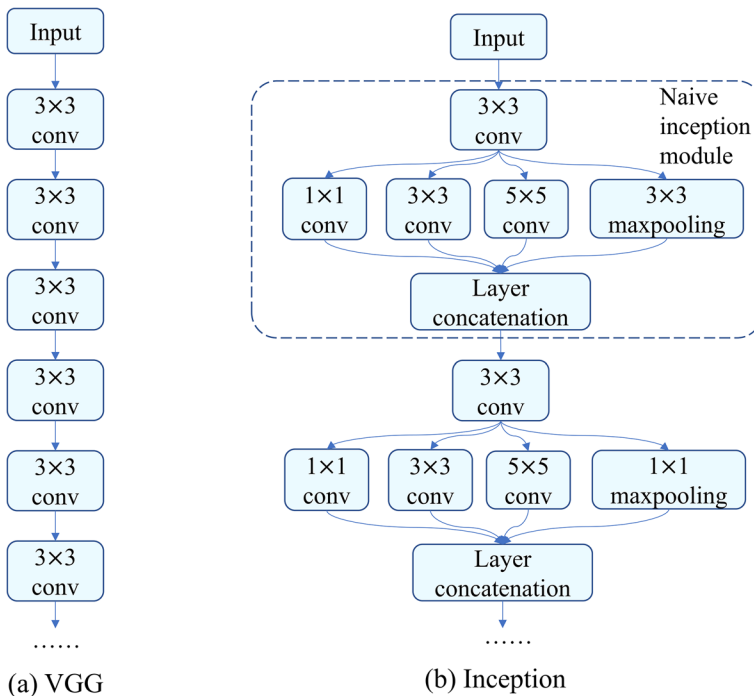 Input
3×3
conv
3×3
conv
3×3
conv
3×3
conv
3×3
conv
3×3
conv
......
(a) VGG
Input
Naive
inception
module
3×3
conv
1×1
conv
3×3
conv
5×5
conv
3×3
maxpooling
Layer
concatenation
3×3
conv
1×1
conv
3×3
conv
5×5
conv
1×1
maxpooling
Layer
concatenation
......
(b) Inception